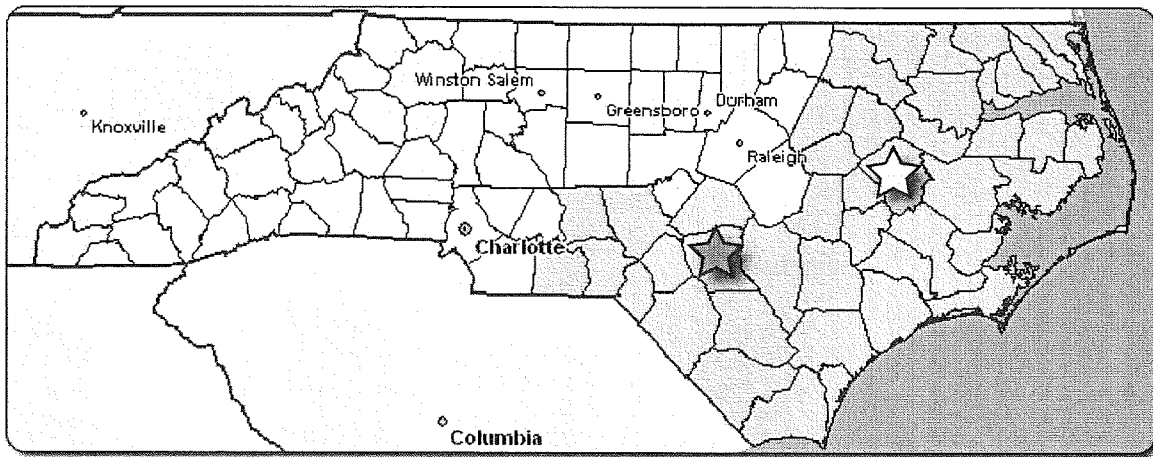 Winston Salem
Greensboro
Durham
Knoxville
Raleigh
Charlotte
Columbia